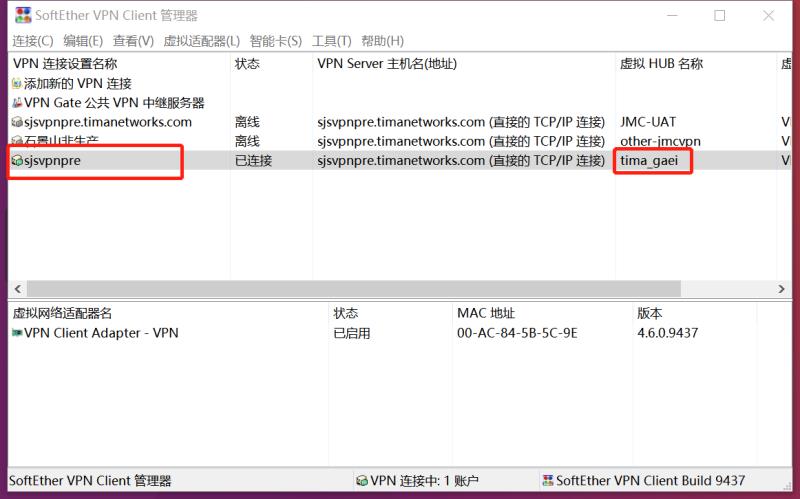 SoftEther VPN Client 管理器
连接(C) 编辑(E) 查看(V) 虚拟适配器(L) 智能卡(S) 工具(T) 帮助(H)
VPN 连接设置名称 状态 VPN Server 主机名(地址) 虚拟 HUB 名称 虚
添加新的 VPN 连接
VPN Gate 公共 VPN 中继服务器
sjsvpnpre.timanetworks.com 离线 sjsvpnpre.timanetworks.com (直接的 TCP/IP 连接) JMC-UAT VI
石景山非生产 离线 sjsvpnpre.timanetworks.com (直接的 TCP/IP 连接) other-jmcvpn VI
sjsvpnpre 已连接 sjsvpnpre.timanetworks.com (直接的 TCP/IP 连接) tima_gaei VI
虚拟网络适配器名 状态 MAC 地址 版本
VPN Client Adapter - VPN 已启用 00-AC-84-5B-5C-9E 4.6.0.9437
SoftEther VPN Client 管理器 VPN 连接中: 1 账户 SoftEther VPN Client Build 9437